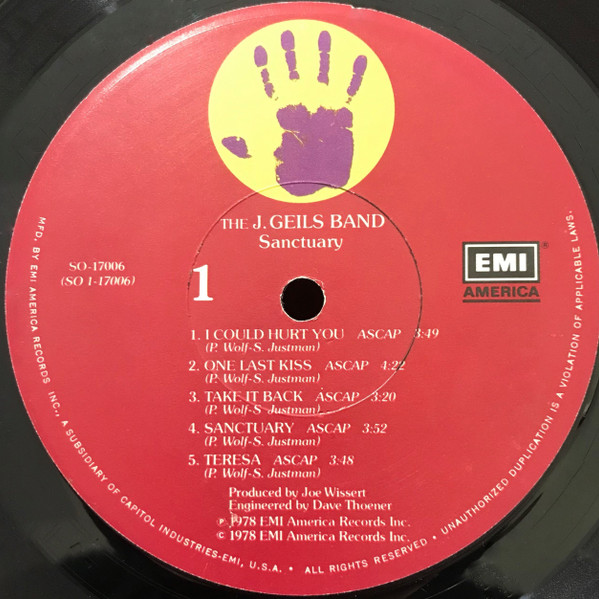 THE J. GEILS BAND
Sanctuary
SO-17006
(SO 1-17006)
1
EMI
AMERICA
1. I COULD HURT YOU ASCAP 3:49
(P. Wolf-S. Justman)
2. ONE LAST KISS ASCAP 4:22
(P. Wolf-S. Justman)
3. TAKE IT BACK ASCAP 3:20
(P. Wolf-S Justman)
4. SANCTUARY ASCAP 3:52
(P. Wolf-S. Justman)
5. TERESA ASCAP 3:48
(P. Wolf-S. Justman)
Produced by Joe Wissert
Engineered by Dave Thoener
℗ 1978 EMI America Records Inc.
© 1978 EMI America Records Inc.
MFD. BY EMI AMERICA RECORDS INC., A SUBSIDIARY OF CAPITOL INDUSTRIES-EMI, U.S.A. • ALL RIGHTS RESERVED • UNAUTHORIZED DUPLICATION IS A VIOLATION OF APPLICABLE LAWS.